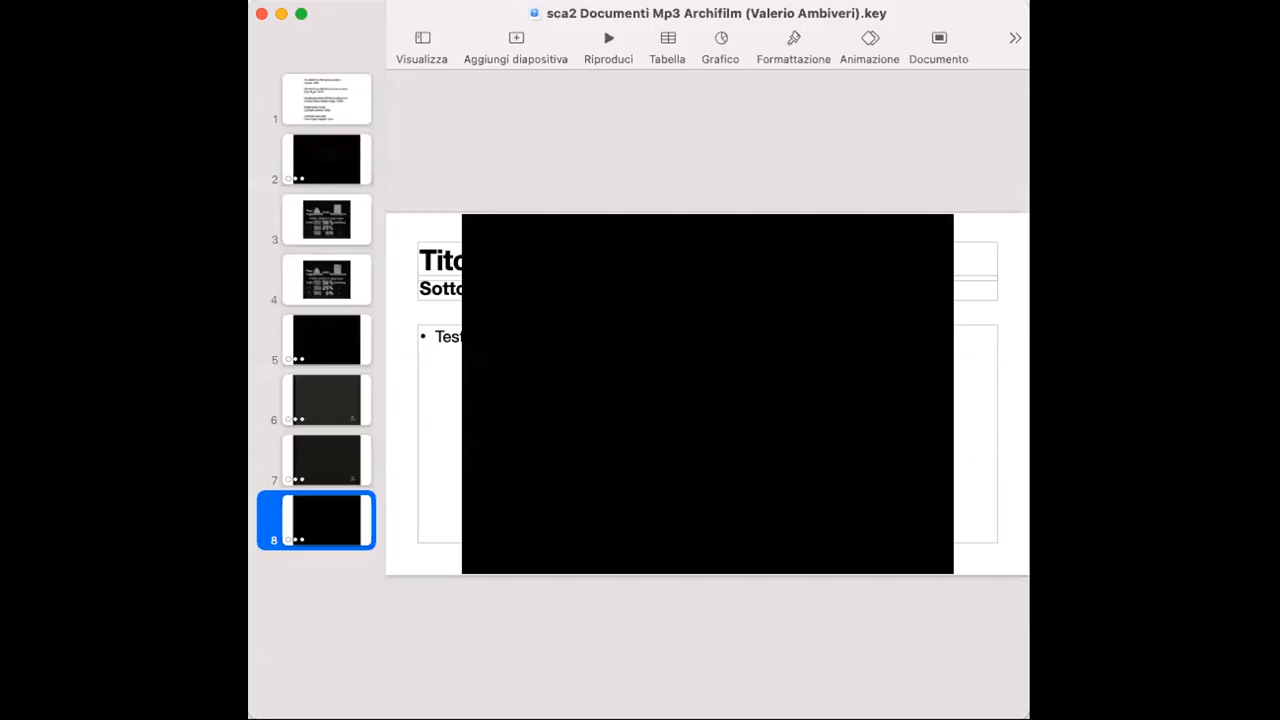 sca2 Documenti Mp3 Archifilm (Valerio Ambiveri).key
Visualizza Aggiungi diapositiva Riproduci Tabella Grafico Formattazione Animazione Documento
1
2
3
4
5
6
7
8
Tito
Sotto
• Test